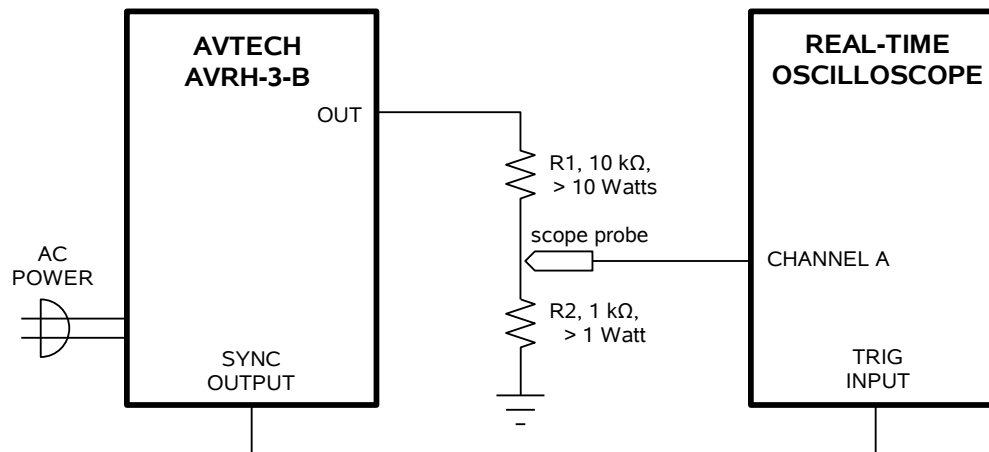 AVTECH
AVRH-3-B
OUT
AC
POWER
SYNC
OUTPUT
R1, 10 kΩ,
> 10 Watts
scope probe
R2, 1 kΩ,
> 1 Watt
REAL-TIME
OSCILLOSCOPE
CHANNEL A
TRIG
INPUT